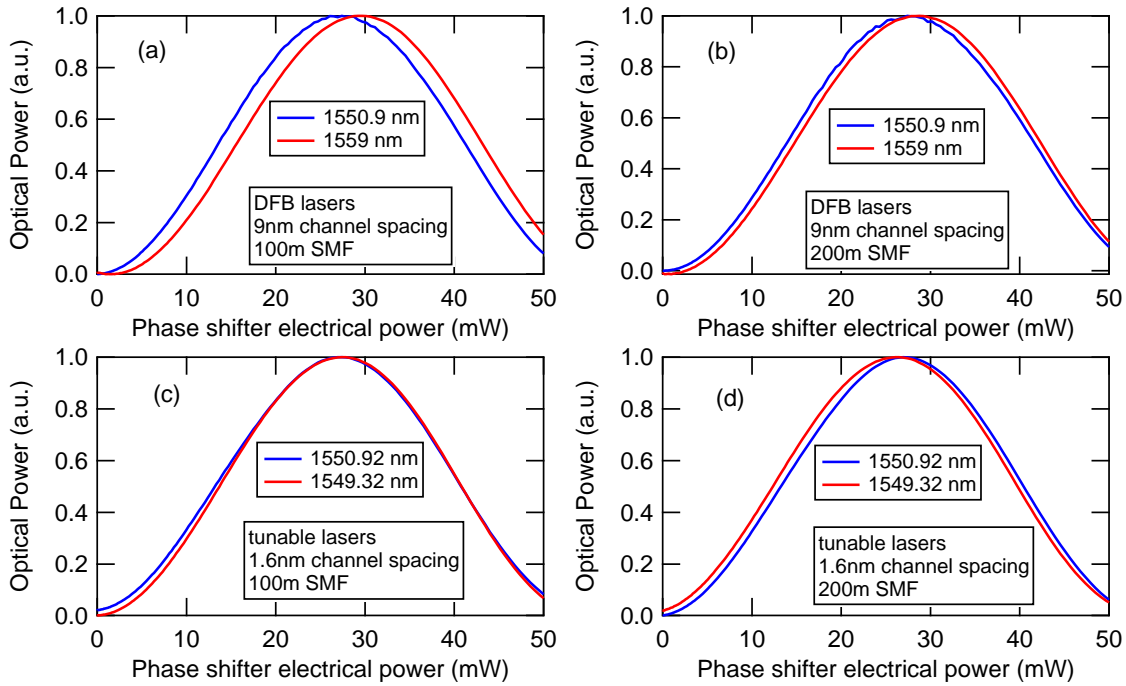 Optical Power (a.u.)
1.0
0.8
0.6
0.4
0.2
0.0
(a)
1550.9 nm
1559 nm
DFB lasers
9nm channel spacing
100m SMF
0 10 20 30 40 50
Phase shifter electrical power (mW)
Optical Power (a.u.)
1.0
0.8
0.6
0.4
0.2
0.0
(b)
1550.9 nm
1559 nm
DFB lasers
9nm channel spacing
200m SMF
0 10 20 30 40 50
Phase shifter electrical power (mW)
Optical Power (a.u.)
1.0
0.8
0.6
0.4
0.2
0.0
(c)
1550.92 nm
1549.32 nm
tunable lasers
1.6nm channel spacing
100m SMF
0 10 20 30 40 50
Phase shifter electrical power (mW)
Optical Power (a.u.)
1.0
0.8
0.6
0.4
0.2
0.0
(d)
1550.92 nm
1549.32 nm
tunable lasers
1.6nm channel spacing
200m SMF
0 10 20 30 40 50
Phase shifter electrical power (mW)